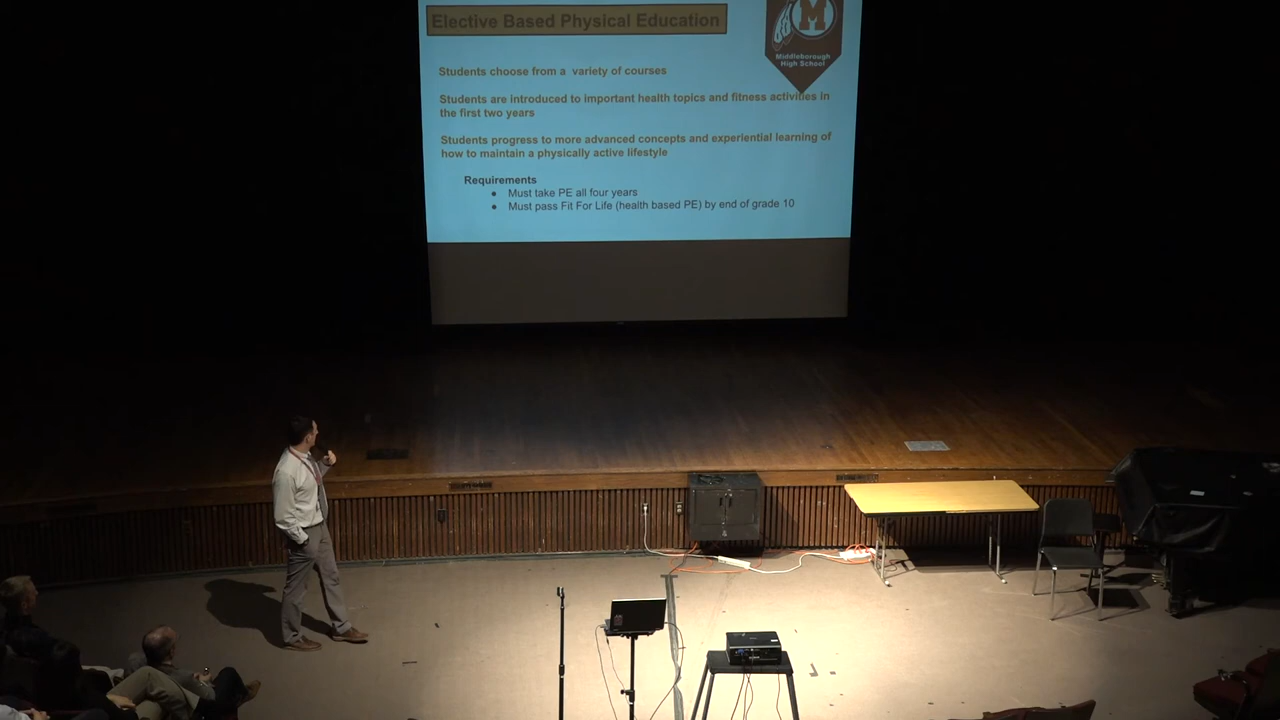 Elective Based Physical Education
M
Middleborough
High School
Students choose from a variety of courses
Students are introduced to important health topics and fitness activities in
the first two years
Students progress to more advanced concepts and experiential learning of
how to maintain a physically active lifestyle
Requirements
● Must take PE all four years
● Must pass Fit For Life (health based PE) by end of grade 10